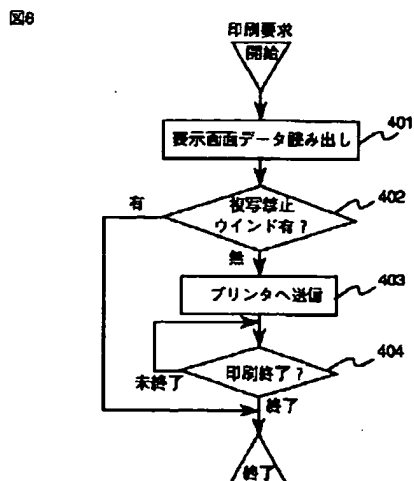 図6
印刷要求
開始
表示画面データ読み出し
401
有
複写禁止
ウインド有?
402
無
プリンタへ送信
403
印刷終了?
404
未終了
終了
終了